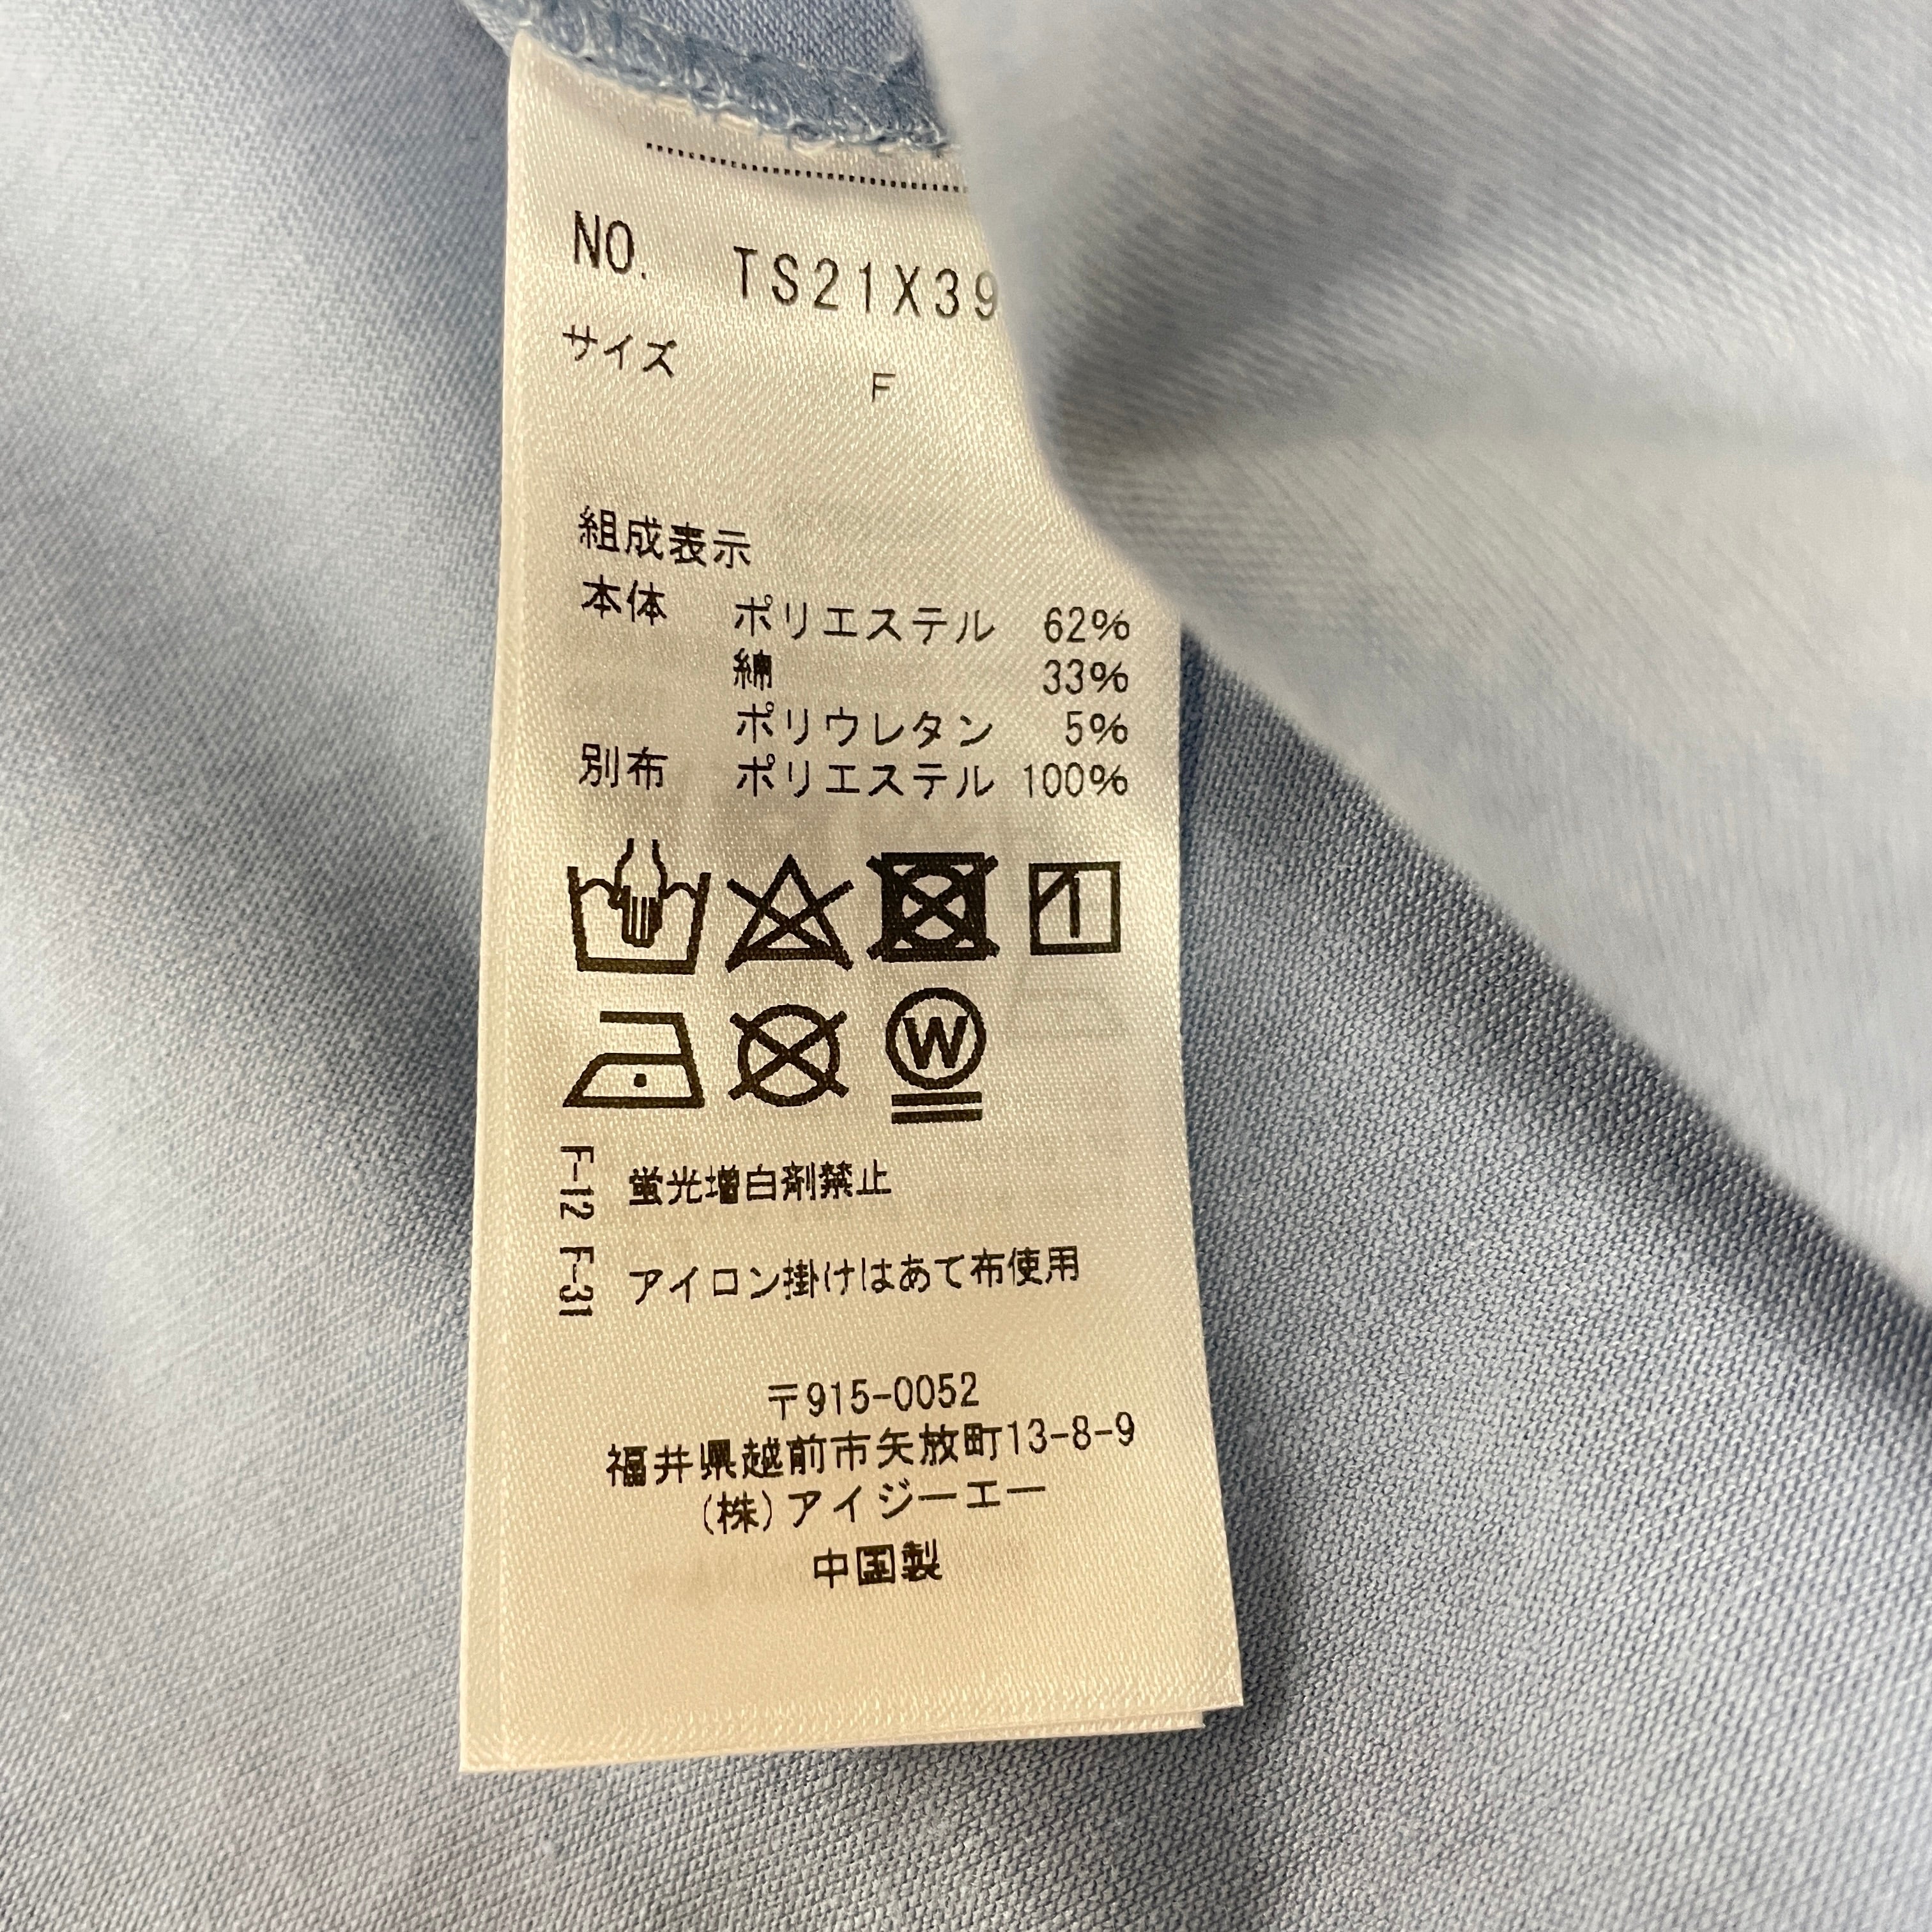 NO. TS21X39
サイズ F
組成表示
本体 ポリエステル 62%
綿 33%
ポリウレタン 5%
別布 ポリエステル 100%
W
F-12 蛍光増白剤禁止
F-31 アイロン掛けはあて布使用
〒915-0052
福井県越前市矢放町13-8-9
(株)アイジーエー
中国製